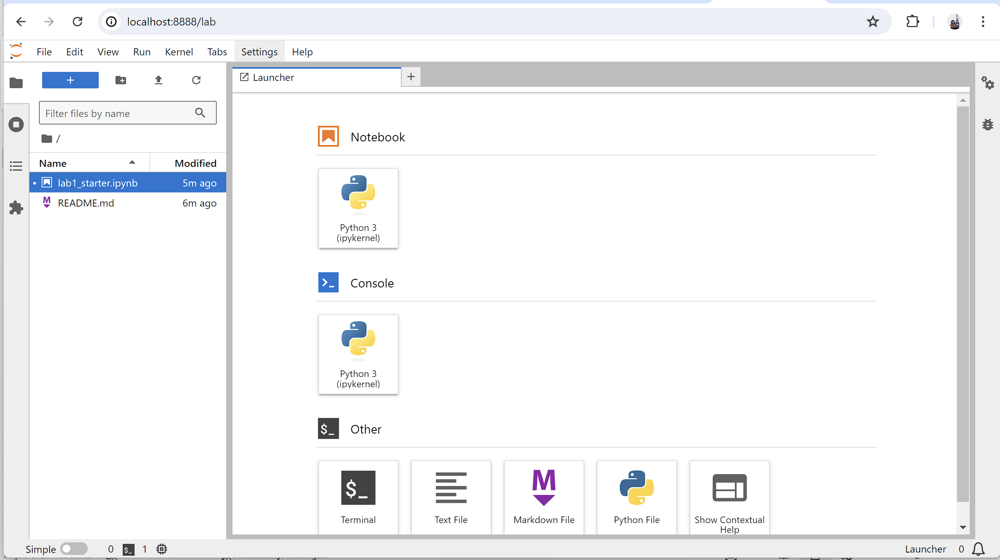 localhost:8888/lab
File Edit View Run Kernel Tabs Settings Help
+
Launcher
+
Filter files by name
/
Name Modified
lab1_starter.ipynb 5m ago
M README.md 6m ago
Notebook
Python 3
(ipykernel)
Console
Python 3
(ipykernel)
$_ Other
$_
Terminal
Text File
M
Markdown File
Python File
Show Contextual
Help
Simple 0 $_ 1 Launcher 0